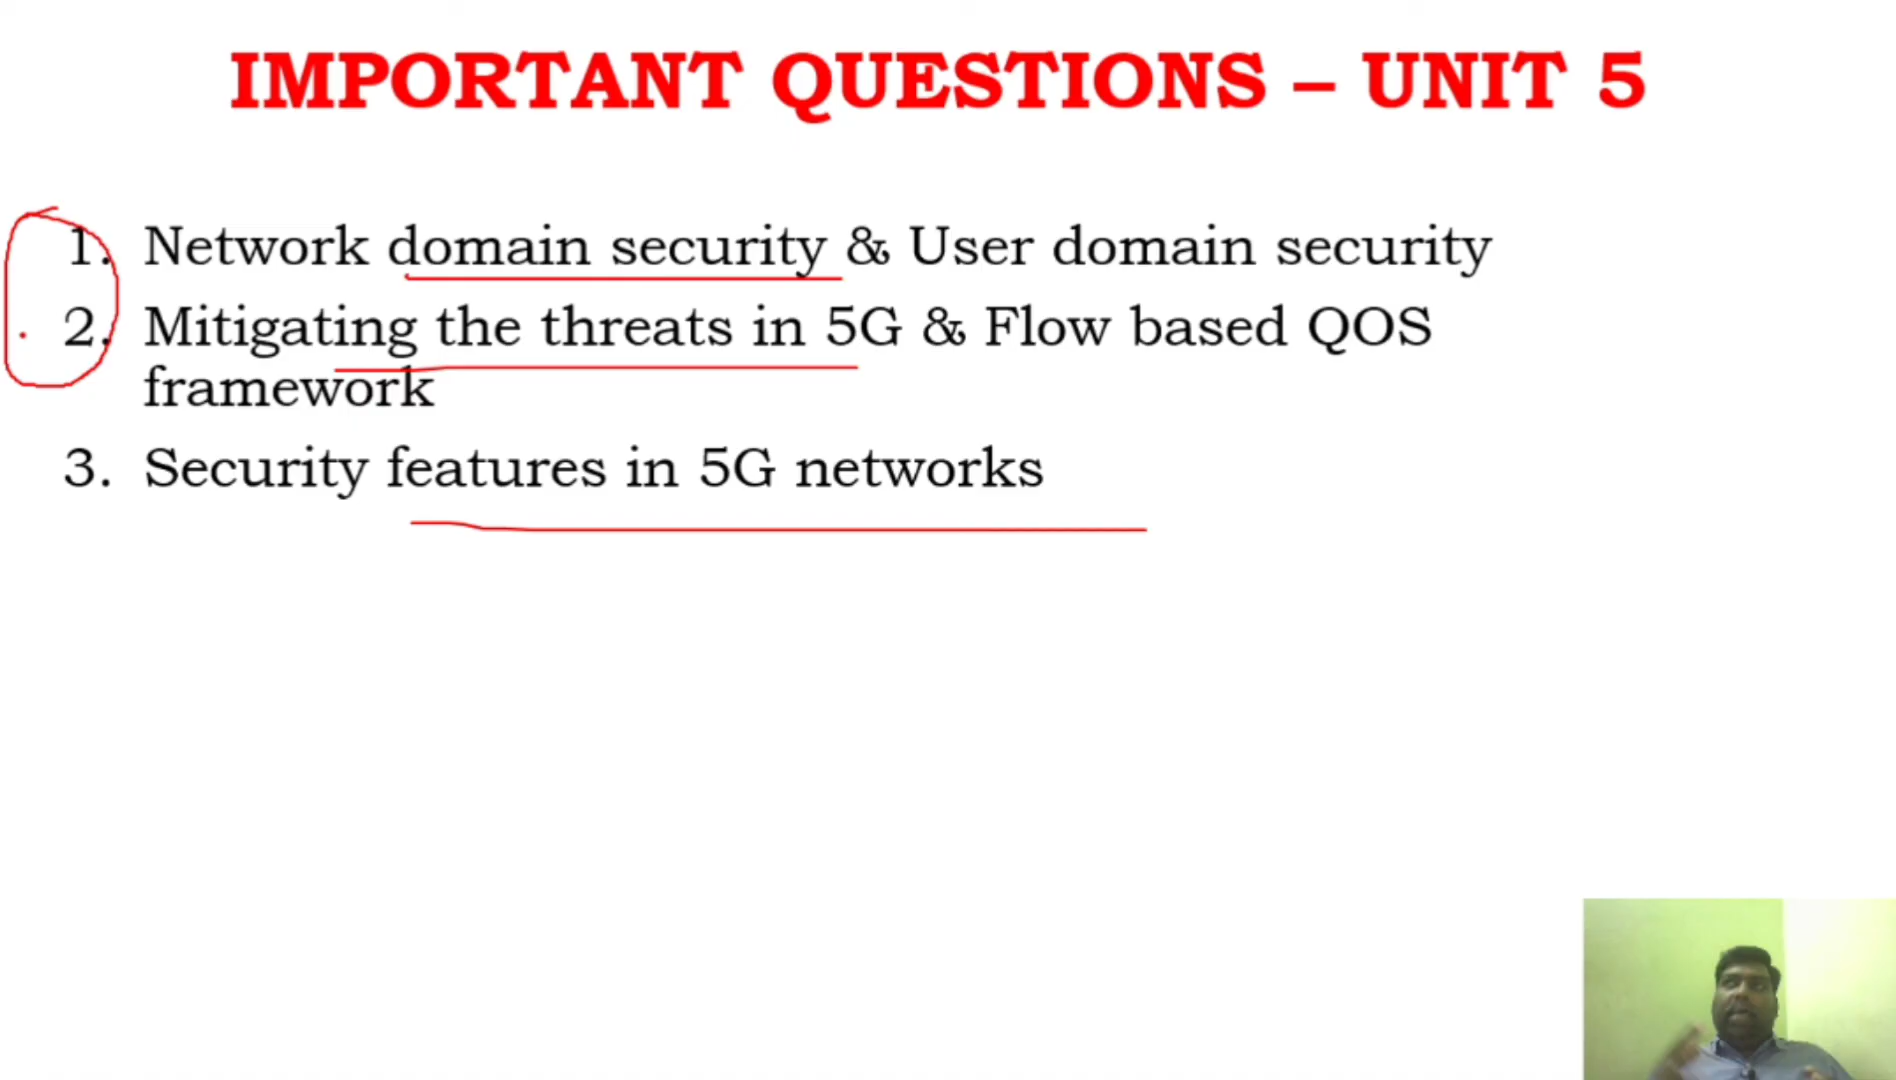 IMPORTANT QUESTIONS – UNIT 5
1. Network domain security & User domain security
2. Mitigating the threats in 5G & Flow based QOS
framework
3. Security features in 5G networks